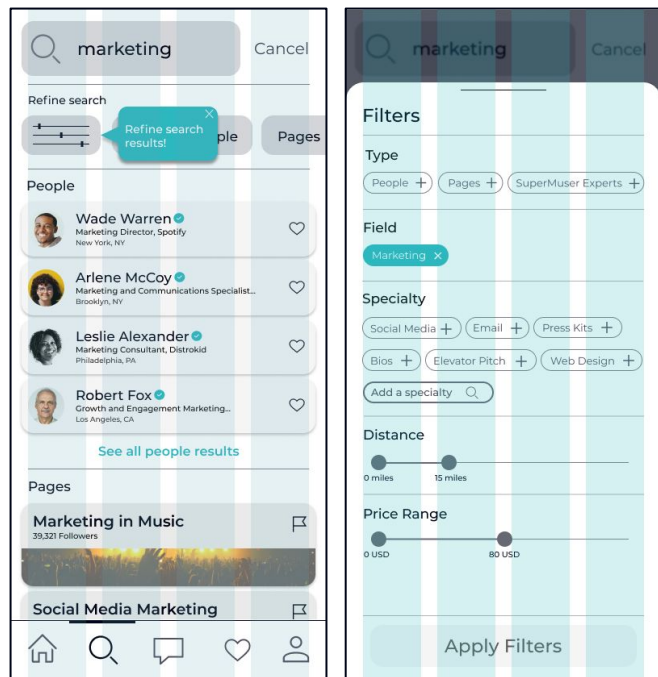 marketing
Cancel
Refine search
Refine search
results!
ple
Pages
People
Wade Warren
Marketing Director, Spotify
New York, NY
Arlene McCoy
Marketing and Communications Specialist...
Brooklyn, NY
Leslie Alexander
Marketing Consultant, Distrokid
Philadelphia, PA
Robert Fox
Growth and Engagement Marketing...
Los Angeles, CA
See all people results
Pages
Marketing in Music
39,321 Followers
Social Media Marketing
marketing
Cancel
Filters
Type
People +
Pages +
SuperMuser Experts +
Field
Marketing ×
Specialty
Social Media +
Email +
Press Kits +
Bios +
Elevator Pitch +
Web Design +
Add a specialty
Distance
0 miles
15 miles
Price Range
0 USD
80 USD
Apply Filters